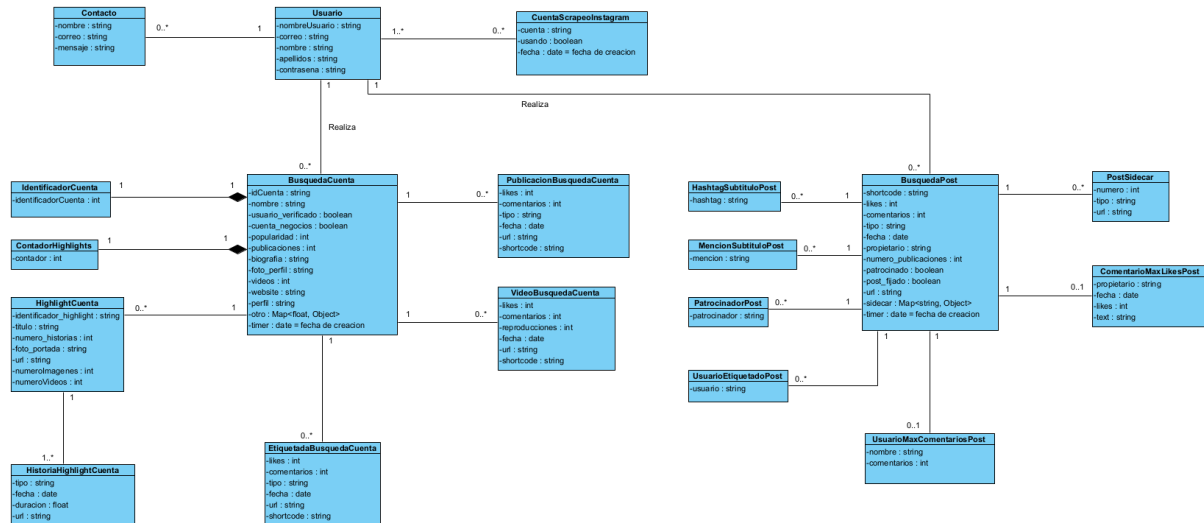 Contacto
-nombre : string
-correo : string
-mensaje : string
0..*
1
Usuario
-nombreUsuario : string
-correo : string
-nombre : string
-apellidos : string
-contrasena : string
1..*
0..*
CuentaScrapeoInstagram
-cuenta : string
-usando : boolean
-fecha : date = fecha de creacion
1
Realiza
0..*
1
Realiza
0..*
IdentificadorCuenta
-identificadorCuenta : int
1
1
ContadorHighlights
-contador : int
1
1
HighlightCuenta
-identificador_highlight : string
-titulo : string
-numero_historias : int
-foto_portada : string
-url : string
-numeroImagenes : int
-numeroVideos : int
0..*
1
1
1..*
HistoriaHighlightCuenta
-tipo : string
-fecha : date
-duracion : float
-url : string
BusquedaCuenta
-idCuenta : string
-nombre : string
-usuario_verificado : boolean
-cuenta_negocios : boolean
-popularidad : int
-publicaciones : int
-biografia : string
-foto_perfil : string
-videos : int
-website : string
-perfil : string
-otro : Map<float, Object>
-timer : date = fecha de creacion
1
0..*
PublicacionBusquedaCuenta
-likes : int
-comentarios : int
-tipo : string
-fecha : date
-url : string
-shortcode : string
1
0..*
VideoBusquedaCuenta
-likes : int
-comentarios : int
-reproducciones : int
-fecha : date
-url : string
-shortcode : string
1
0..*
EtiquetadaBusquedaCuenta
-likes : int
-comentarios : int
-tipo : string
-fecha : date
-url : string
-shortcode : string
HashtagSubtituloPost
-hashtag : string
0..*
1
MencionSubtituloPost
-mencion : string
0..*
1
PatrocinadorPost
-patrocinador : string
0..*
1
UsuarioEtiquetadoPost
-usuario : string
0..*
1
BusquedaPost
-shortcode : string
-likes : int
-comentarios : int
-tipo : string
-fecha : date
-propietario : string
-numero_publicaciones : int
-patrocinado : boolean
-post_fijado : boolean
-url : string
-sidecar : Map<string, Object>
-timer : date = fecha de creacion
1
0..*
PostSidecar
-numero : int
-tipo : string
-url : string
1
0..1
ComentarioMaxLikesPost
-propietario : string
-fecha : date
-likes : int
-text : string
1
0..1
UsuarioMaxComentariosPost
-nombre : string
-comentarios : int